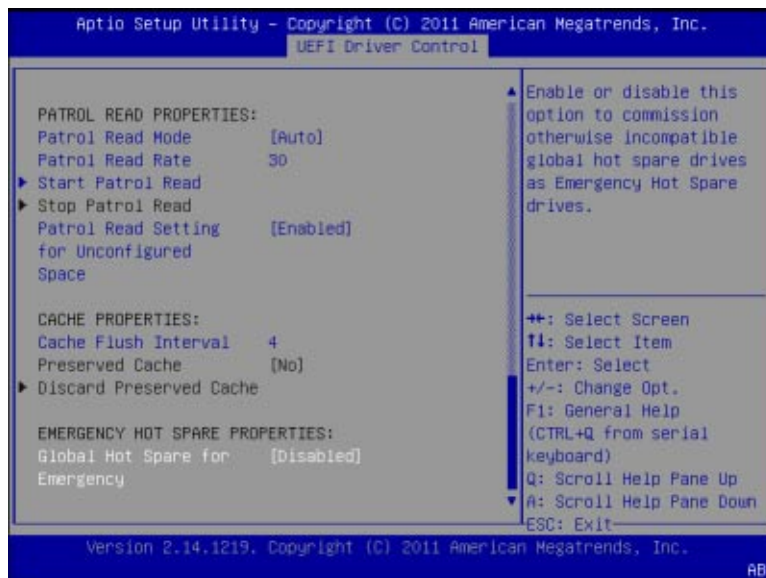 Aptio Setup Utility – Copyright (C) 2011 American Megatrends, Inc.
UEFI Driver Control
PATROL READ PROPERTIES:
Patrol Read Mode [Auto]
Patrol Read Rate 30
Start Patrol Read
Stop Patrol Read
Patrol Read Setting [Enabled]
for Unconfigured
Space
CACHE PROPERTIES:
Cache Flush Interval 4
Preserved Cache [No]
Discard Preserved Cache
EMERGENCY HOT SPARE PROPERTIES:
Global Hot Spare for [Disabled]
Emergency
Enable or disable this
option to commission
otherwise incompatible
global hot spare drives
as Emergency Hot Spare
drives.
→←: Select Screen
↑↓: Select Item
Enter: Select
+/-: Change Opt.
F1: General Help
(CTRL+Q from serial
keyboard)
Q: Scroll Help Pane Up
A: Scroll Help Pane Down
ESC: Exit
Version 2.14.1219. Copyright (C) 2011 American Megatrends, Inc.
AB